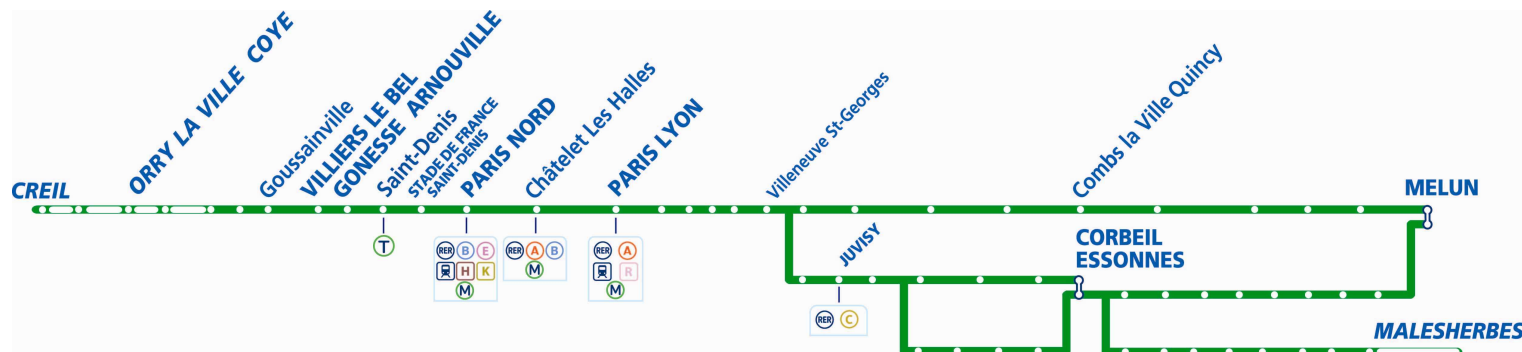 CREIL
ORRY LA VILLE COYE
Goussainville
VILLIERS LE BEL
GONESSE ARNOUVILLE
Saint-Denis
STADE DE FRANCE
SAINT-DENIS
PARIS NORD
Châtelet Les Halles
PARIS LYON
Villeneuve St-Georges
Combs la Ville Quincy
MELUN
T
RER B E
H K
M
RER A B
M
RER A
R
M
JUVISY
RER C
CORBEIL
ESSONNES
MALESHERBES